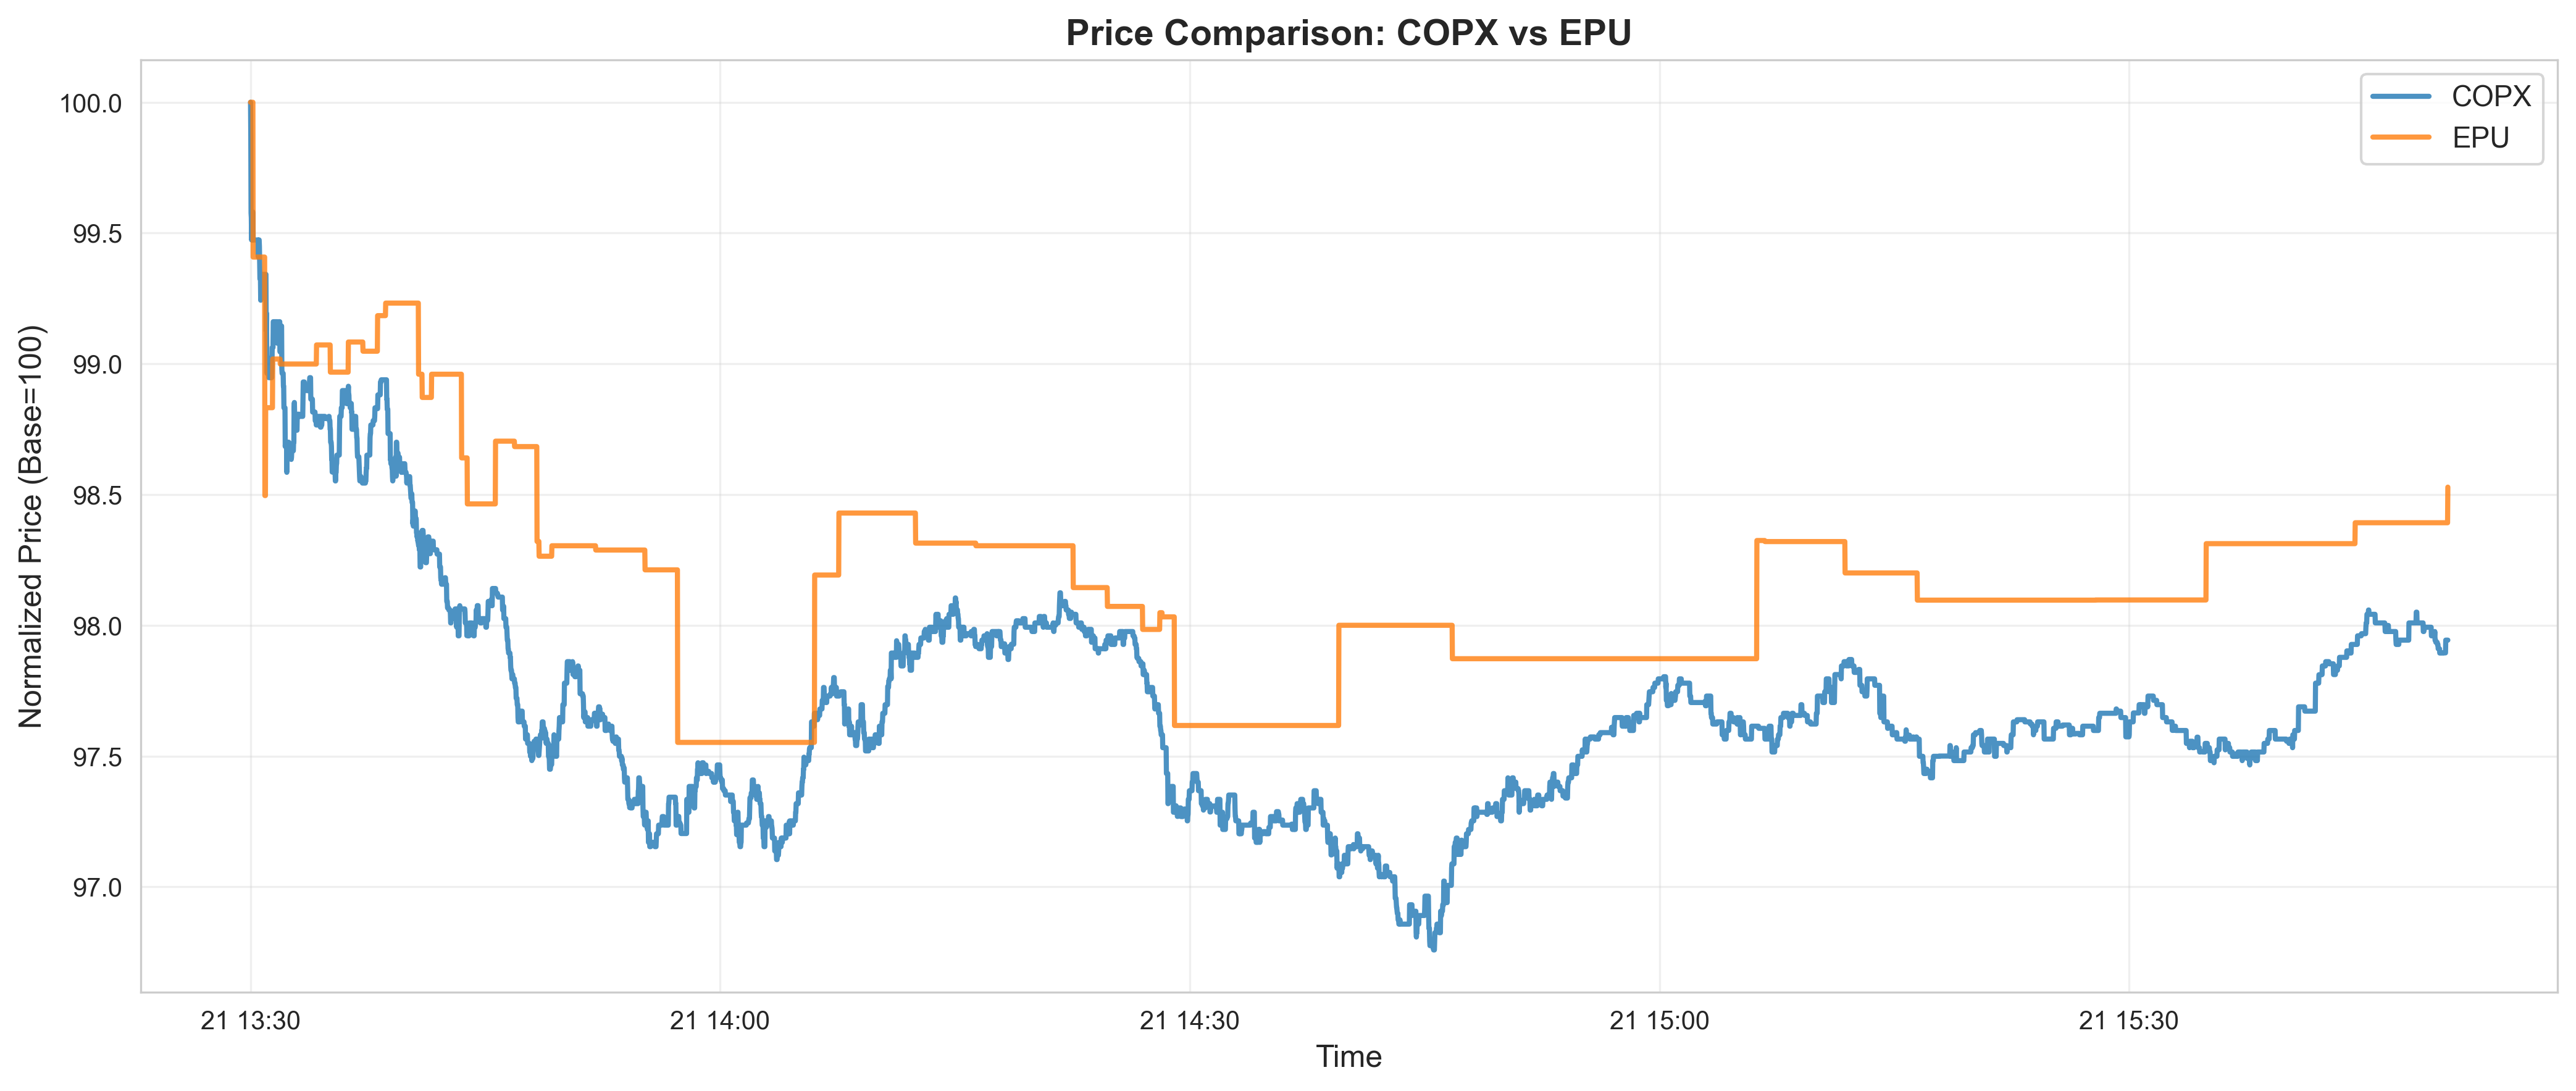 Price Comparison: COPX vs EPU
COPX
EPU
Normalized Price (Base=100)
100.0
99.5
99.0
98.5
98.0
97.5
97.0
21 13:30
21 14:00
21 14:30
21 15:00
21 15:30
Time